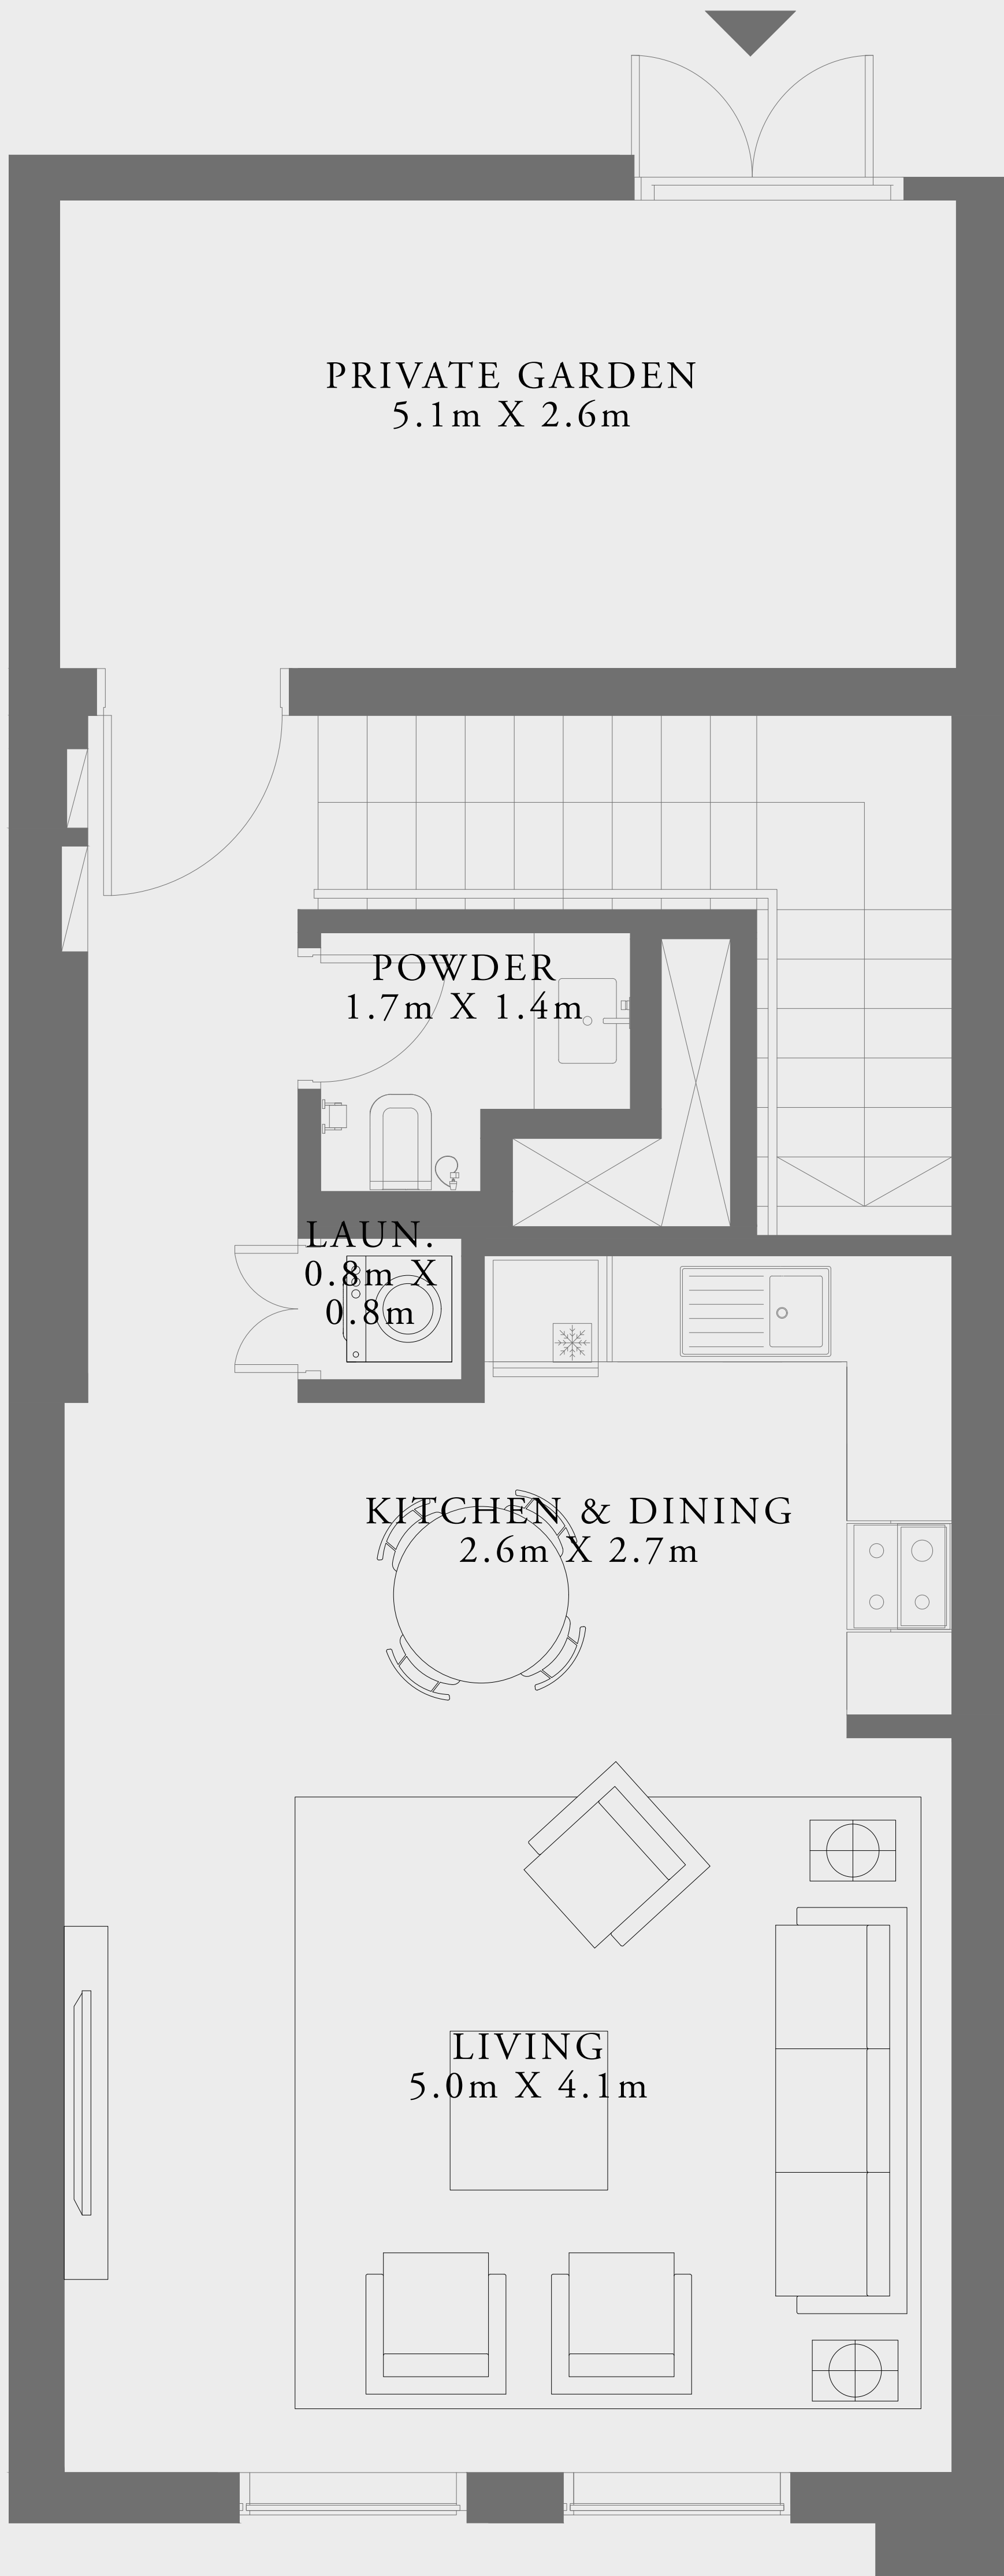 PRIVATE GARDEN
5.1m X 2.6m
POWDER
1.7m X 1.4m
LAUN.
0.8m X
0.8m
KITCHEN & DINING
2.6m X 2.7m
LIVING
5.0m X 4.1m